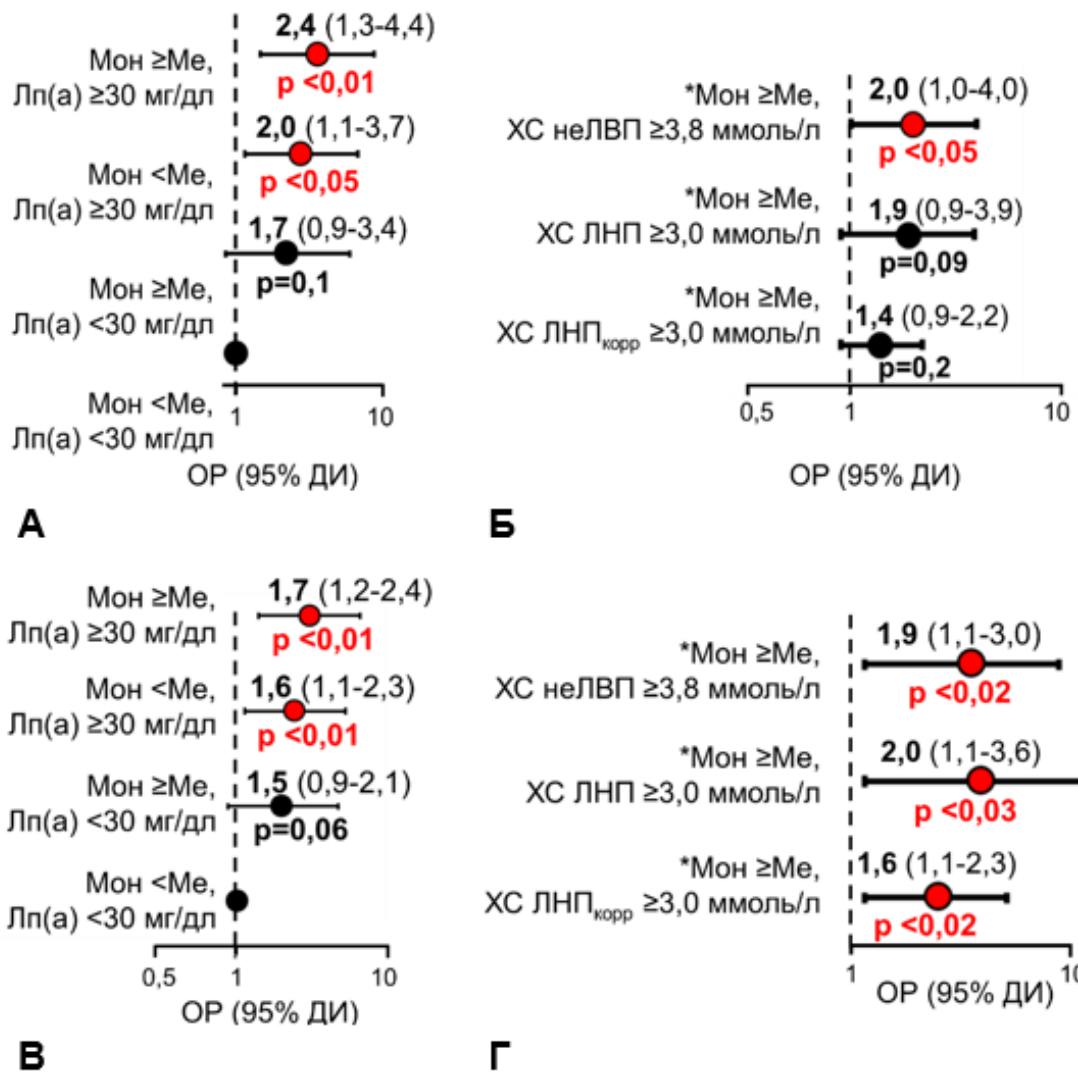 2,4 (1,3-4,4)
Мон ≥Me,
Лп(а) ≥30 мг/дл
p <0,01
2,0 (1,1-3,7)
Мон <Me,
Лп(а) ≥30 мг/дл
p <0,05
1,7 (0,9-3,4)
Мон ≥Me,
Лп(а) <30 мг/дл
p=0,1
Мон <Me,
Лп(а) <30 мг/дл
1 10
ОР (95% ДИ)
А
*Мон ≥Me,
ХС неЛВП ≥3,8 ммоль/л
2,0 (1,0-4,0)
p <0,05
*Мон ≥Me,
ХС ЛНП ≥3,0 ммоль/л
1,9 (0,9-3,9)
p=0,09
*Мон ≥Me,
ХС ЛНПкорр ≥3,0 ммоль/л
1,4 (0,9-2,2)
p=0,2
0,5 1 10
ОР (95% ДИ)
Б
Мон ≥Me,
Лп(а) ≥30 мг/дл
1,7 (1,2-2,4)
p <0,01
Мон <Me,
Лп(а) ≥30 мг/дл
1,6 (1,1-2,3)
p <0,01
Мон ≥Me,
Лп(а) <30 мг/дл
1,5 (0,9-2,1)
p=0,06
Мон <Me,
Лп(а) <30 мг/дл
0,5 1 10
ОР (95% ДИ)
В
*Мон ≥Me,
ХС неЛВП ≥3,8 ммоль/л
1,9 (1,1-3,0)
p <0,02
*Мон ≥Me,
ХС ЛНП ≥3,0 ммоль/л
2,0 (1,1-3,6)
p <0,03
*Мон ≥Me,
ХС ЛНПкорр ≥3,0 ммоль/л
1,6 (1,1-2,3)
p <0,02
1 10
ОР (95% ДИ)
Г